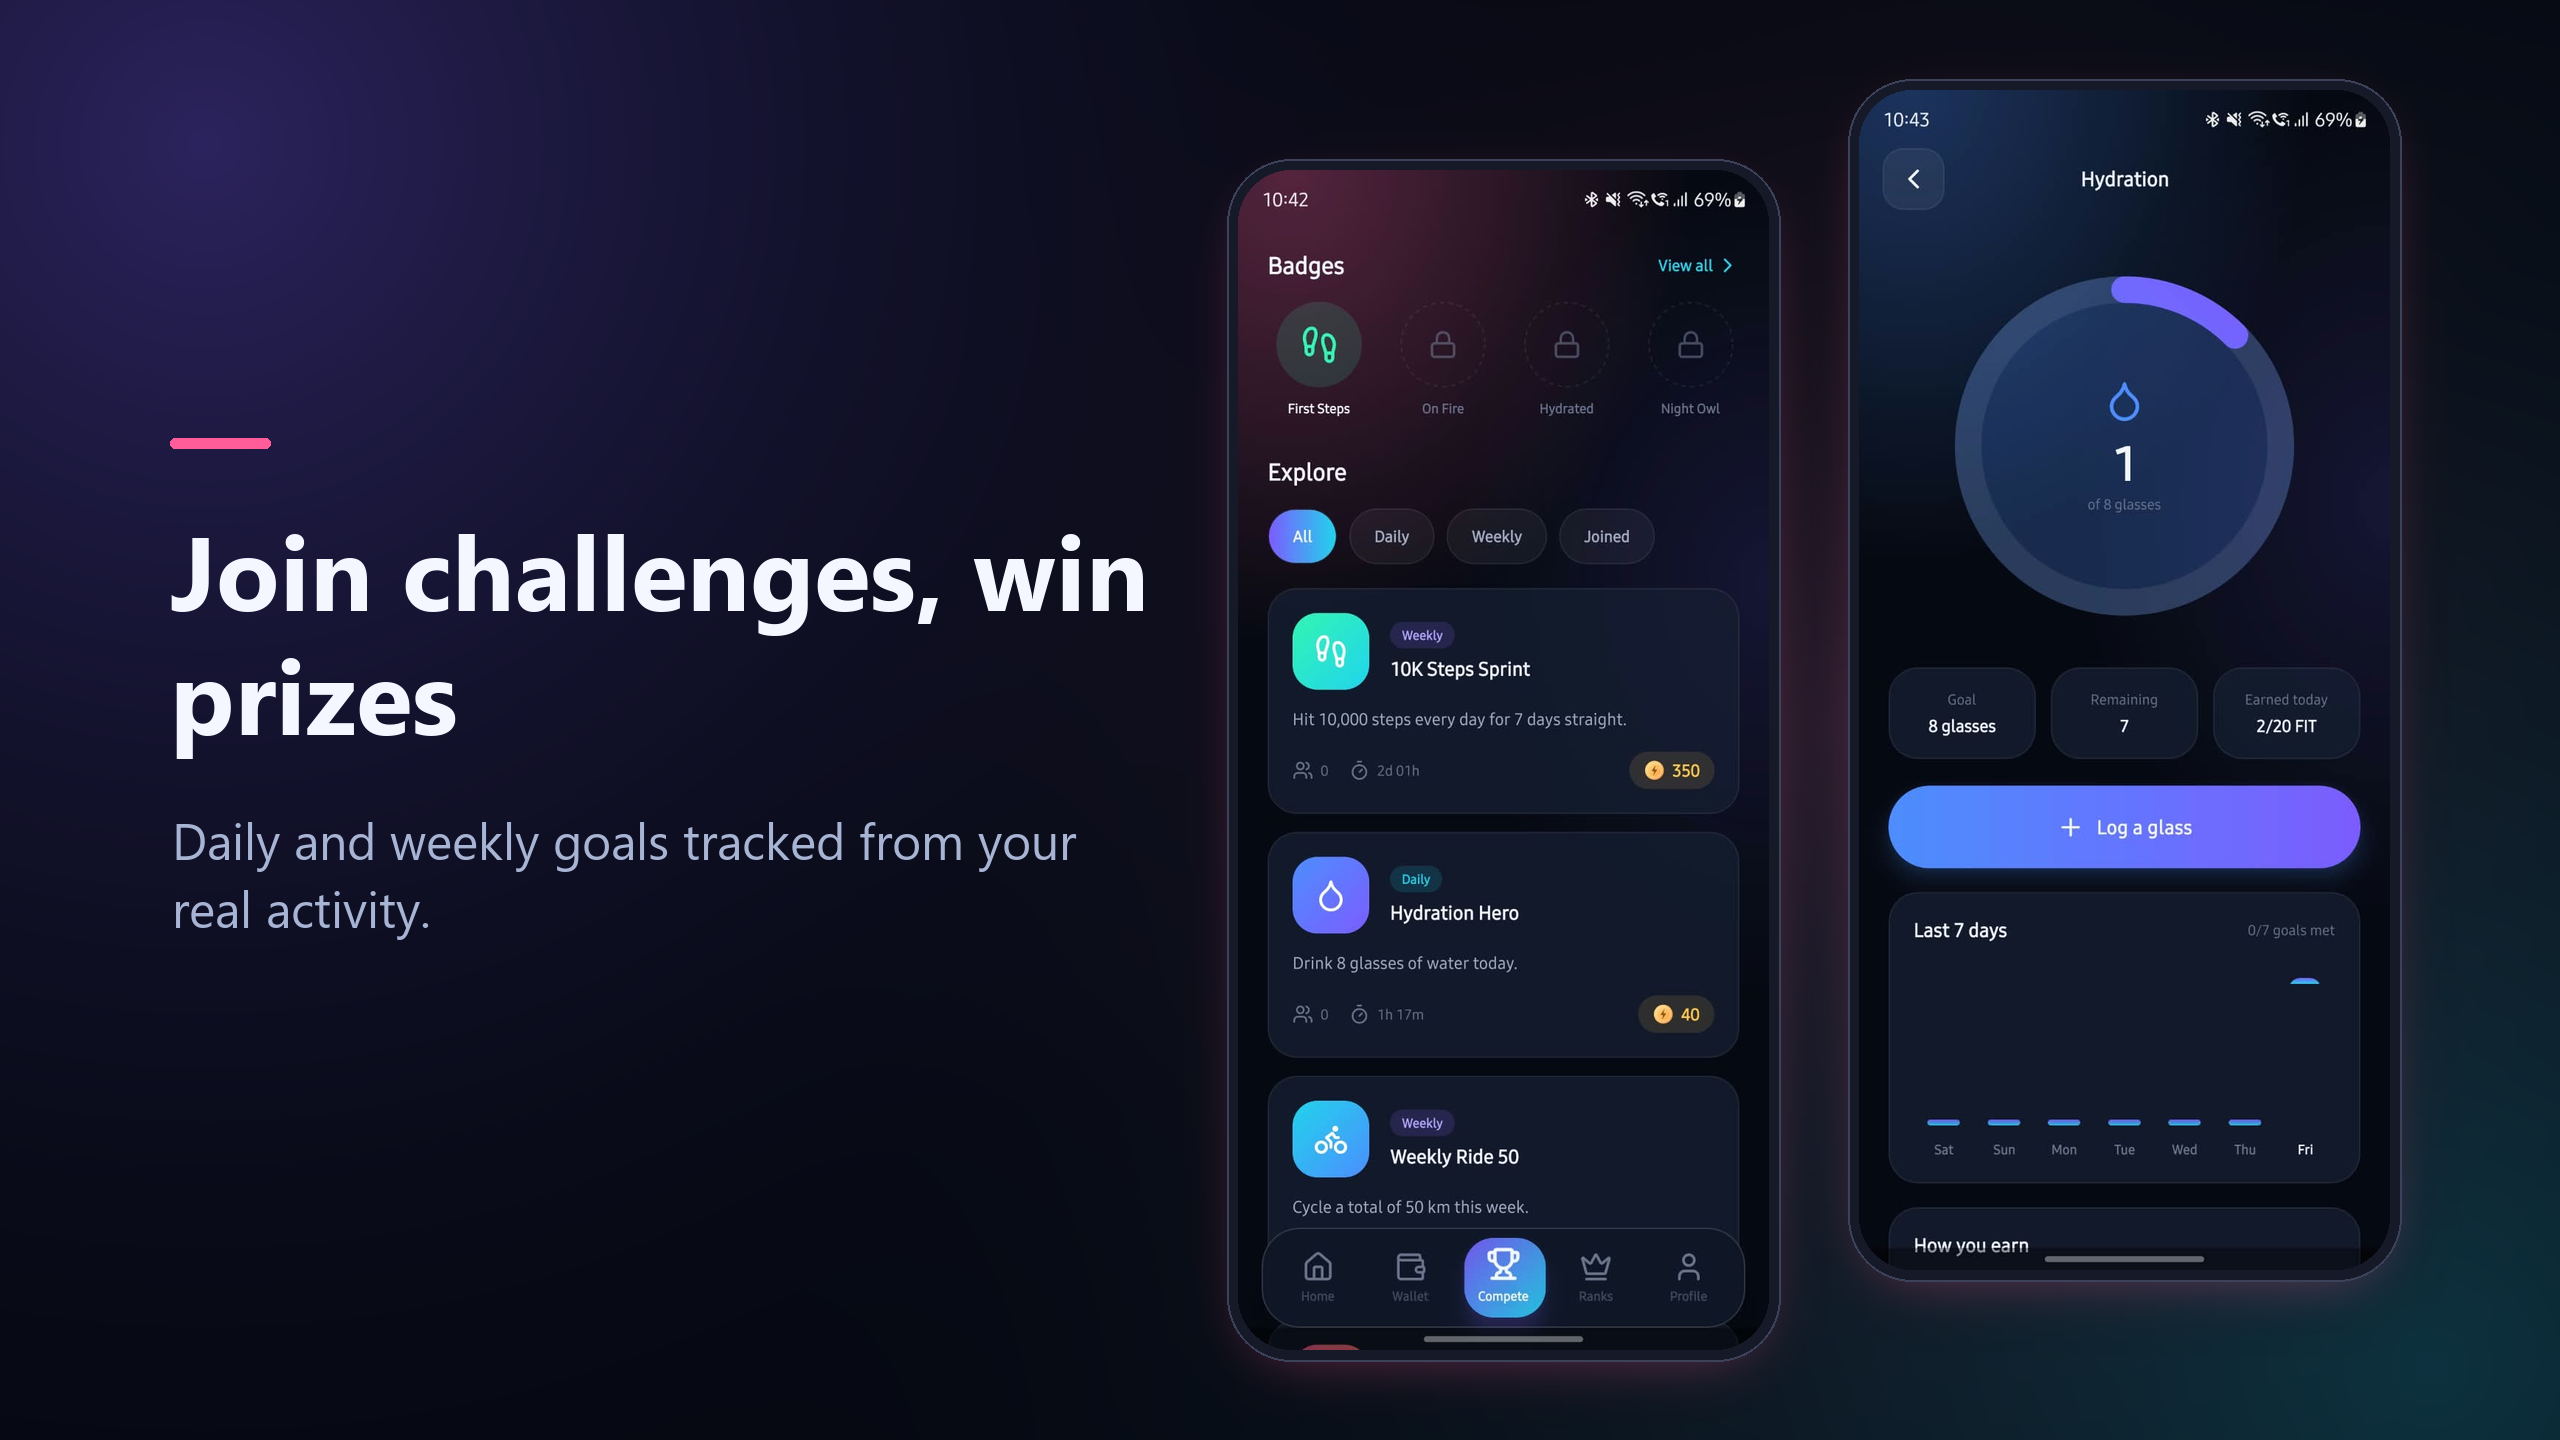 Join challenges, win
prizes
Daily and weekly goals tracked from your
real activity.
10:42
69%
Badges
View all
First Steps
On Fire
Hydrated
Night Owl
Explore
All
Daily
Weekly
Joined
Weekly
10K Steps Sprint
Hit 10,000 steps every day for 7 days straight.
0
2d 01h
350
Daily
Hydration Hero
Drink 8 glasses of water today.
0
1h 17m
40
Weekly
Weekly Ride 50
Cycle a total of 50 km this week.
Home
Wallet
Compete
Ranks
Profile
10:43
69%
Hydration
1
of 8 glasses
Goal
8 glasses
Remaining
7
Earned today
2/20 FIT
Log a glass
Last 7 days
0/7 goals met
Sat
Sun
Mon
Tue
Wed
Thu
Fri
How you earn